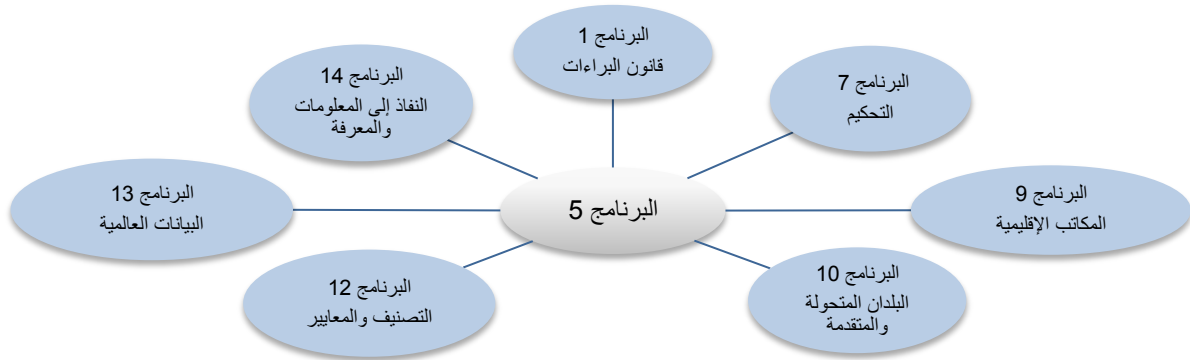 البرنامج 1
قانون البراءات
البرنامج 7
التحكيم
البرنامج 14
النفاذ إلى المعلومات
والمعرفة
البرنامج 9
المكاتب الإقليمية
البرنامج 5
البرنامج 13
البيانات العالمية
البرنامج 10
البلدان المتحولة
والمتقدمة
البرنامج 12
التصنيف والمعايير